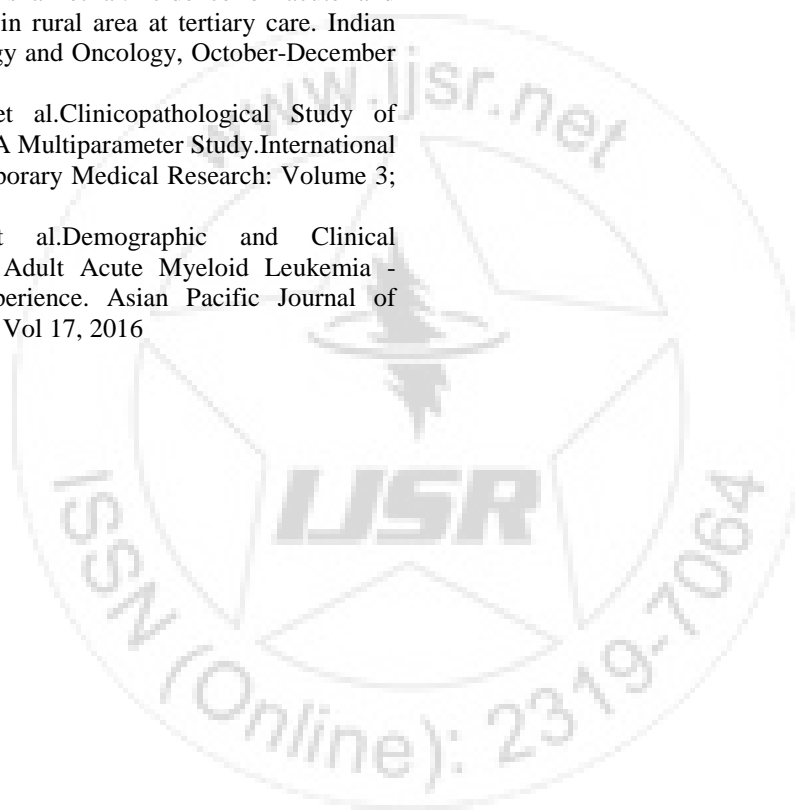 in rural area at tertiary care. Indian
gy and Oncology, October-December
et al.Clinicopathological Study of
A Multiparameter Study.International
porary Medical Research: Volume 3;
t al.Demographic and Clinical
Adult Acute Myeloid Leukemia -
perience. Asian Pacific Journal of
Vol 17, 2016
www.ijsr.net
IJSR
ISSN (Online): 2319-7064